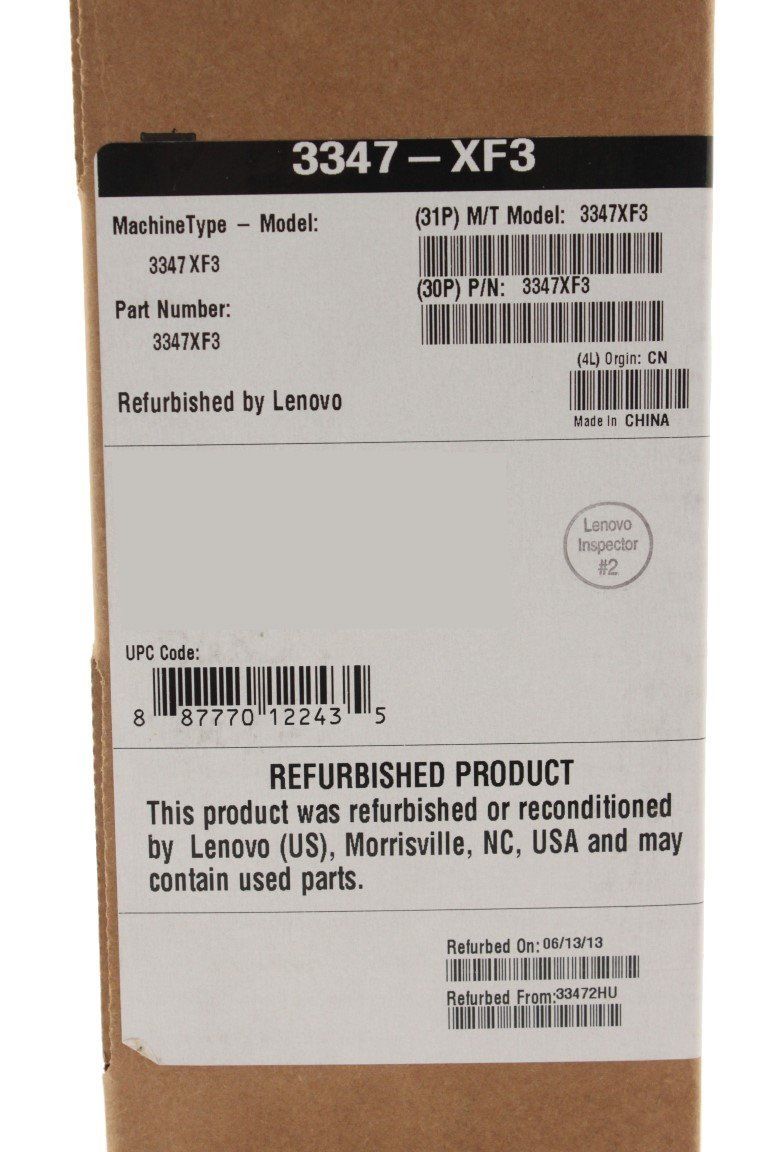 3347-XF3
MachineType - Model:
3347XF3
Part Number:
3347XF3
Refurbished by Lenovo
(31P) M/T Model: 3347XF3
(30P) P/N: 3347XF3
(4L) Orgin: CN
Made In CHINA
Lenovo
Inspector
#2
UPC Code:
8 87770 12243 5
REFURBISHED PRODUCT
This product was refurbished or reconditioned
by Lenovo (US), Morrisville, NC, USA and may
contain used parts.
Refurbed On: 06/13/13
Refurbed From:33472HU